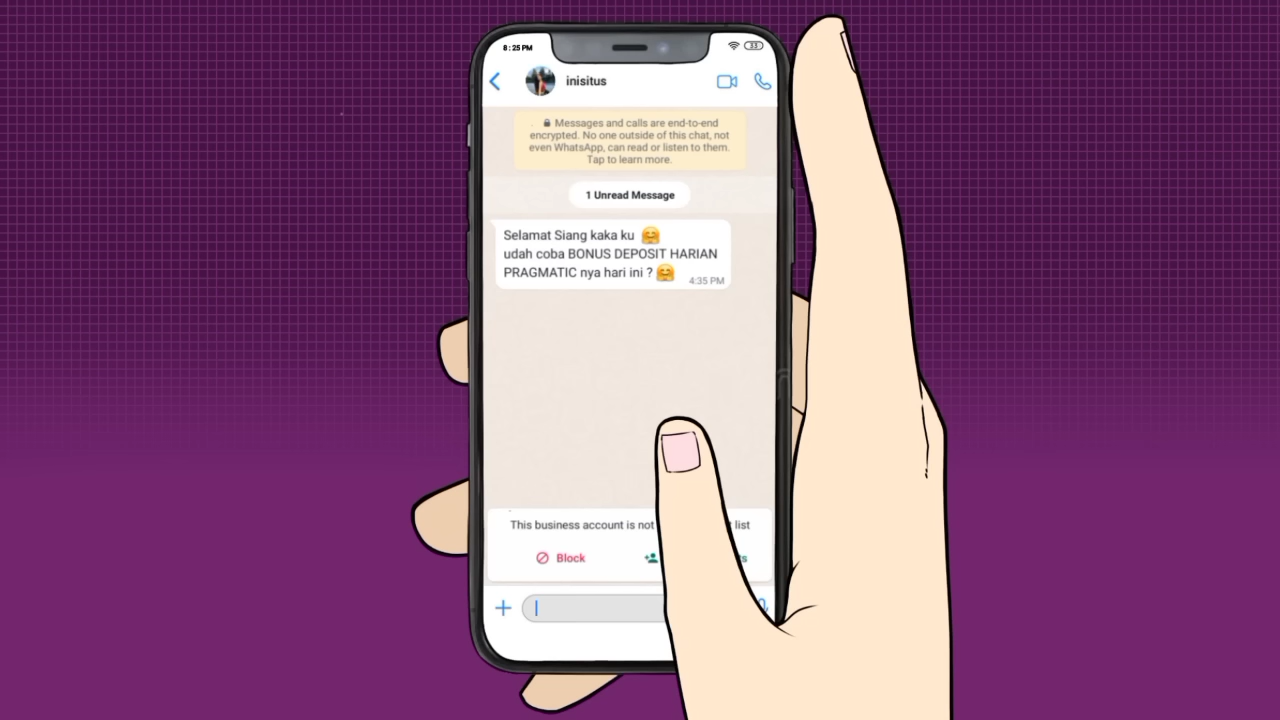 8:25 PM
33
inisitus
Messages and calls are end-to-end
encrypted. No one outside of this chat, not
even WhatsApp, can read or listen to them.
Tap to learn more.
1 Unread Message
Selamat Siang kaka ku 🤗
udah coba BONUS DEPOSIT HARIAN
PRAGMATIC nya hari ini ? 🤗
4:35 PM
This business account is not list
Block